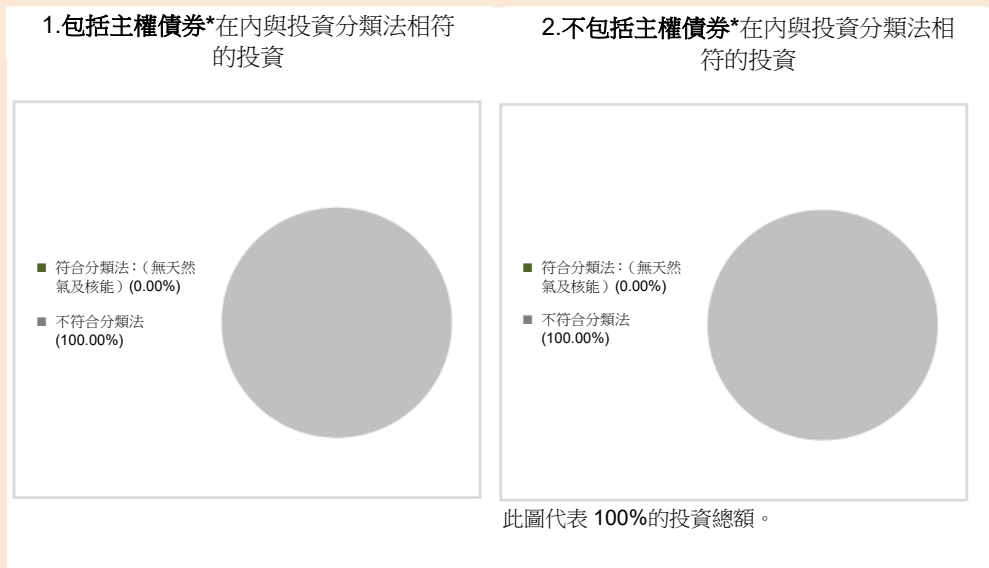 1.包括主權債券*在內與投資分類法相符
的投資
符合分類法：（無天然
氣及核能）(0.00%)
不符合分類法
(100.00%)
2.不包括主權債券*在內與投資分類法相
符的投資
符合分類法：（無天然
氣及核能）(0.00%)
不符合分類法
(100.00%)
此圖代表 100%的投資總額。